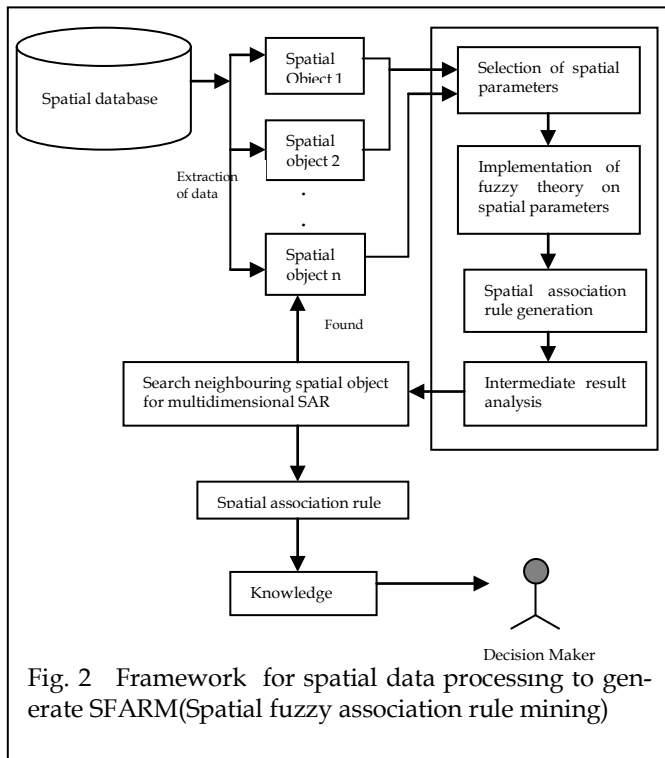 Spatial database
Extraction
of data
Spatial
Object 1
Spatial
object 2
.
.
Spatial
object n
Found
Selection of spatial
parameters
Implementation of
fuzzy theory on
spatial parameters
Spatial association
rule generation
Intermediate result
analysis
Search neighbouring spatial object
for multidimensional SAR
Spatial association rule
Knowledge
Decision Maker
Fig. 2 Framework for spatial data processing to gen-
erate SFARM(Spatial fuzzy association rule mining)